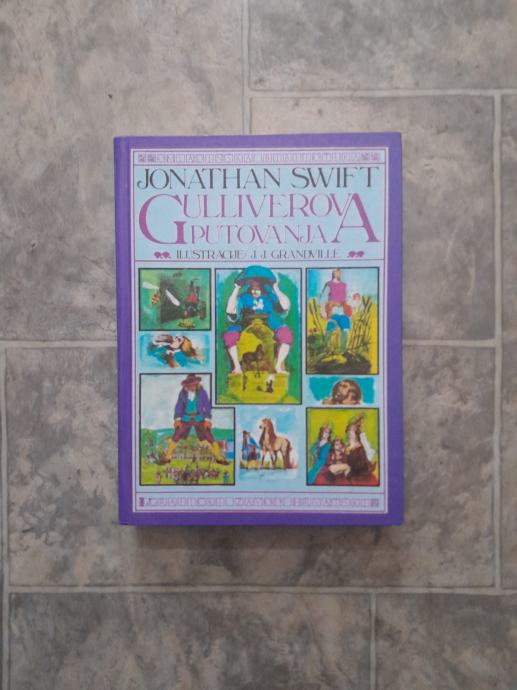 JONATHAN SWIFT
GULLIVEROVA
PUTOVANJA
ILUSTRACIJE: J. J. GRANDVILLE